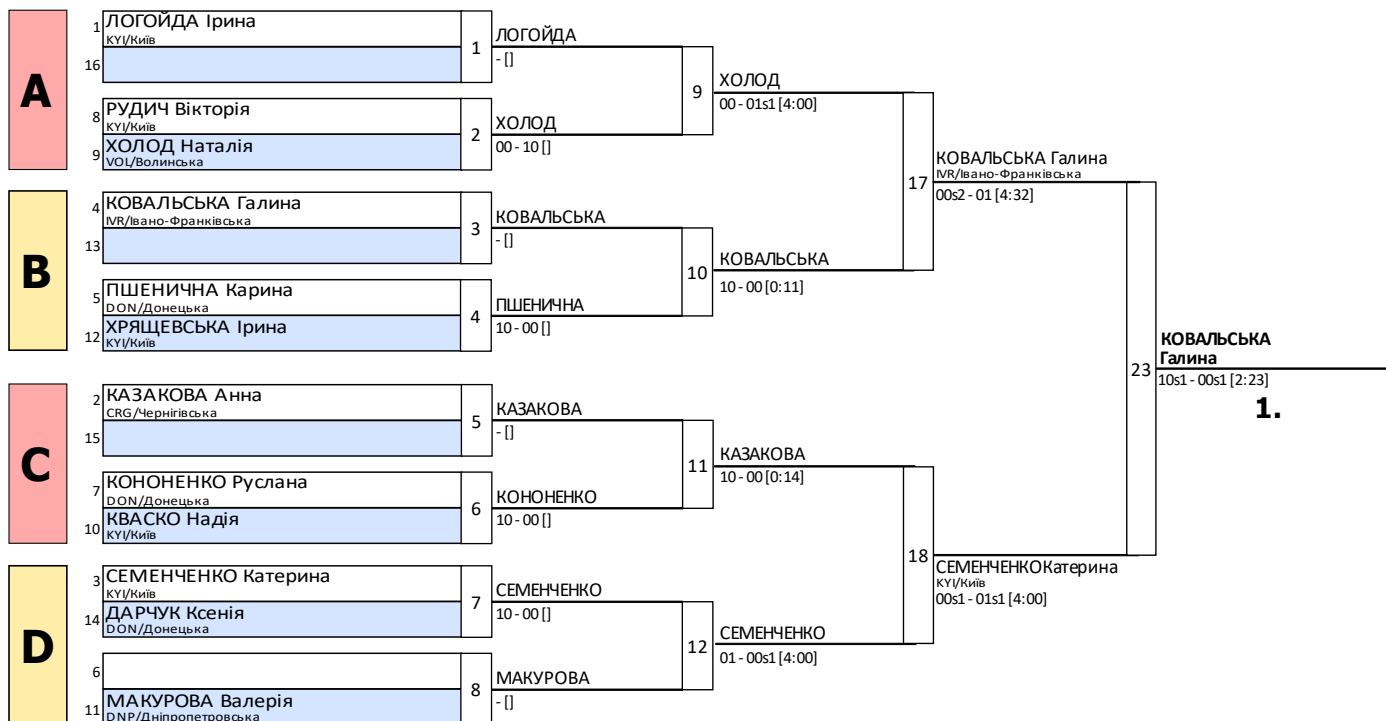 A
1 ЛОГОЙДА Ірина
KYI/Київ
16
1
ЛОГОЙДА
- []
8 РУДИЧ Вікторія
KYI/Київ
9 ХОЛОД Наталія
VOL/Волинська
2
ХОЛОД
00 - 10 []
9
ХОЛОД
00 - 01s1 [4:00]
B
4 КОВАЛЬСЬКА Галина
IVR/Івано-Франківська
13
3
КОВАЛЬСЬКА
- []
5 ПШЕНИЧНА Карина
DON/Донецька
12 ХРЯЩЕВСЬКА Ірина
KYI/Київ
4
ПШЕНИЧНА
10 - 00 []
10
КОВАЛЬСЬКА
10 - 00 [0:11]
17
КОВАЛЬСЬКА Галина
IVR/Івано-Франківська
00s2 - 01 [4:32]
C
2 КАЗАКОВА Анна
CRG/Чернігівська
15
5
КАЗАКОВА
- []
7 КОНОНЕНКО Руслана
DON/Донецька
10 КВАСКО Надія
KYI/Київ
6
КОНОНЕНКО
10 - 00 []
11
КАЗАКОВА
10 - 00 [0:14]
D
3 СЕМЕНЧЕНКО Катерина
KYI/Київ
14 ДАРЧУК Ксенія
DON/Донецька
7
СЕМЕНЧЕНКО
10 - 00 []
6
11 МАКУРОВА Валерія
DNP/Дніпропетровська
8
МАКУРОВА
- []
12
СЕМЕНЧЕНКО
01 - 00s1 [4:00]
18
СЕМЕНЧЕНКО Катерина
KYI/Київ
00s1 - 01s1 [4:00]
23
КОВАЛЬСЬКА
Галина
10s1 - 00s1 [2:23]
1.